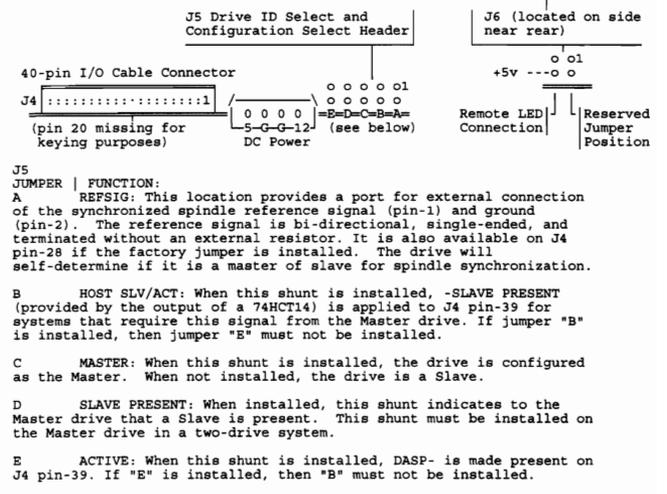 J5 Drive ID Select and
Configuration Select Header
J6 (located on side
near rear)
o o1
+5v ---o o
40-pin I/O Cable Connector
o o o o o1
J4 :::::::::·::::::::1
o o o o o
0 0 0 0
=E=D=C=B=A=
Remote LED
Connection
Reserved
Jumper
Position
(pin 20 missing for
keying purposes)
5-G-G-12
DC Power
(see below)
J5
JUMPER | FUNCTION:
A REFSIG: This location provides a port for external connection
of the synchronized spindle reference signal (pin-1) and ground
(pin-2). The reference signal is bi-directional, single-ended, and
terminated without an external resistor. It is also available on J4
pin-28 if the factory jumper is installed. The drive will
self-determine if it is a master of slave for spindle synchronization.
B HOST SLV/ACT: When this shunt is installed, -SLAVE PRESENT
(provided by the output of a 74HCT14) is applied to J4 pin-39 for
systems that require this signal from the Master drive. If jumper "B"
is installed, then jumper "E" must not be installed.
C MASTER: When this shunt is installed, the drive is configured
as the Master. When not installed, the drive is a Slave.
D SLAVE PRESENT: When installed, this shunt indicates to the
Master drive that a Slave is present. This shunt must be installed on
the Master drive in a two-drive system.
E ACTIVE: When this shunt is installed, DASP- is made present on
J4 pin-39. If "E" is installed, then "B" must not be installed.